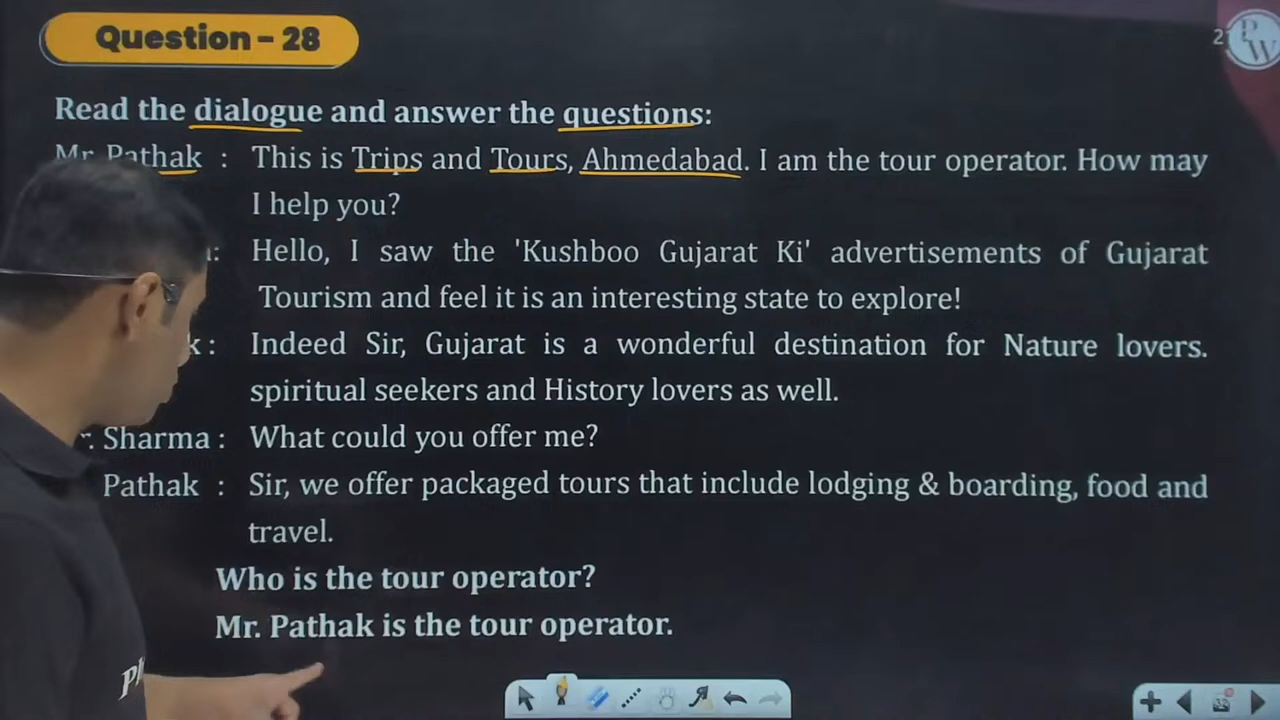 Question – 28
2
PW
Read the dialogue and answer the questions:
Mr. Pathak : This is Trips and Tours, Ahmedabad. I am the tour operator. How may
I help you?
: Hello, I saw the 'Kushboo Gujarat Ki' advertisements of Gujarat
Tourism and feel it is an interesting state to explore!
k : Indeed Sir, Gujarat is a wonderful destination for Nature lovers.
spiritual seekers and History lovers as well.
r. Sharma : What could you offer me?
Pathak : Sir, we offer packaged tours that include lodging & boarding, food and
travel.
Who is the tour operator?
Mr. Pathak is the tour operator.